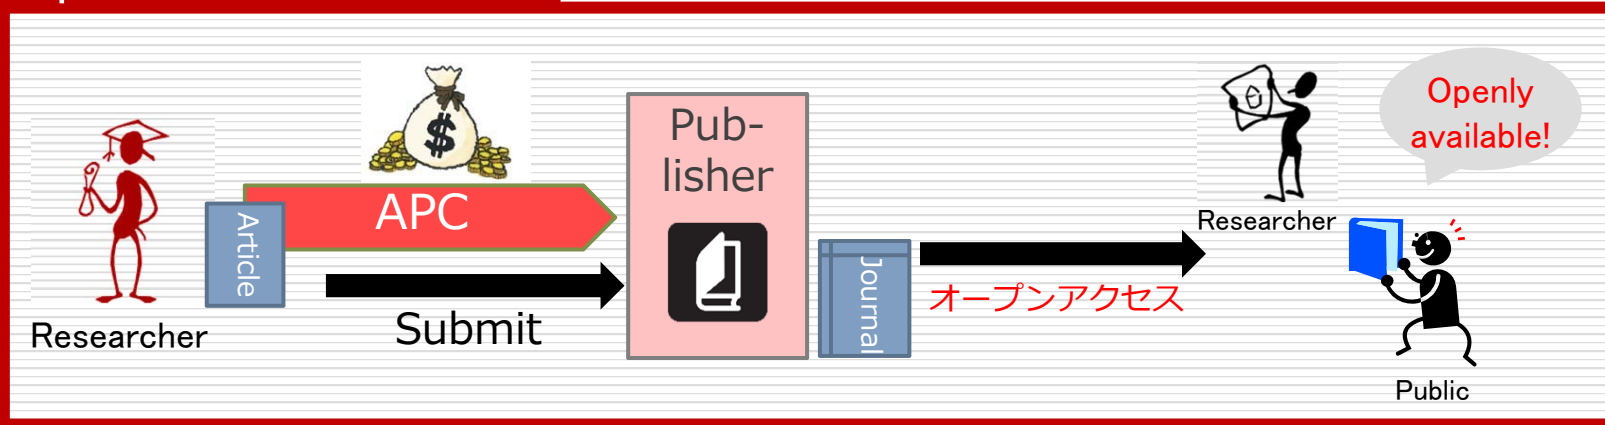 Researcher
Article
APC
$
Submit
Pub-
lisher
Journal
オープンアクセス
Researcher
Openly
available!
Public